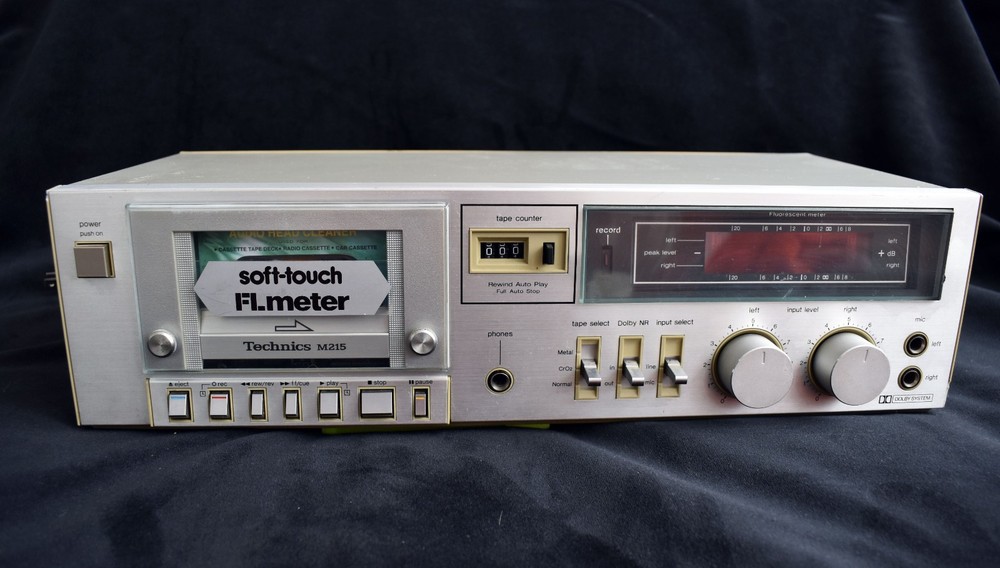 power
push on
AUDIO HEAD CLEANER
• CASSETTE TAPE DECK • RADIO CASSETTE • CAR CASSETTE
soft-touch
FL.meter
Technics M215
eject
rec
rew/rev
ff/cue
play
stop
pause
tape counter
000
Rewind Auto Play
Full Auto Stop
phones
record
Fluorescent meter
left
peak level
right
− + dB
left
right
tape select
Metal
CrO₂
Normal
Dolby NR
in
out
input select
line
mic
left
input level
right
mic
left
right
DOLBY SYSTEM